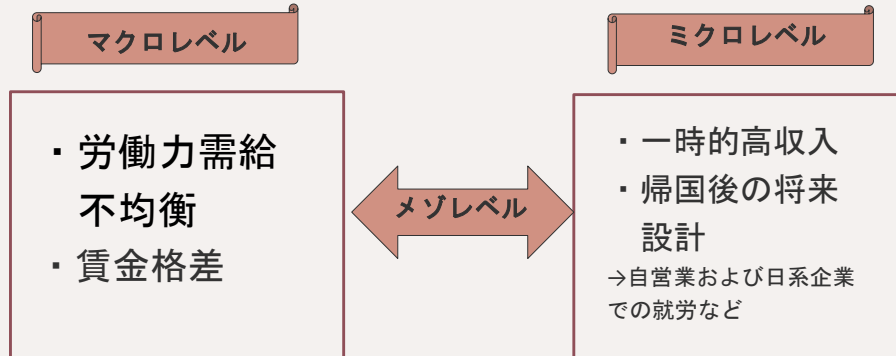 マクロレベル
ミクロレベル
・労働力需給
不均衡
・賃金格差
メゾレベル
・一時的高収入
・帰国後の将来
設計
→自営業および日系企業
での就労など